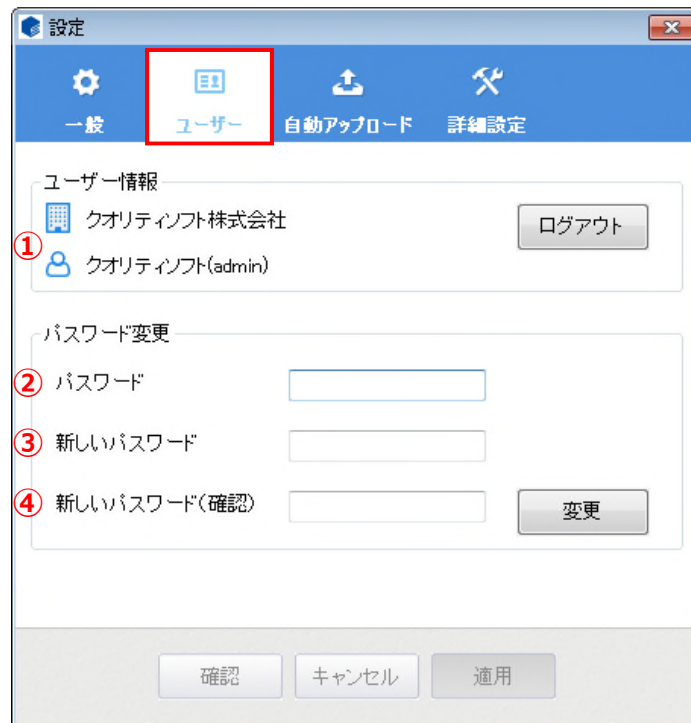 設定
一般 ユーザー 自動アップロード 詳細設定
ユーザー情報
①
クオリティソフト株式会社
ログアウト
クオリティソフト(admin)
パスワード変更
② パスワード
③ 新しいパスワード
④ 新しいパスワード(確認)
変更
確認 キャンセル 適用